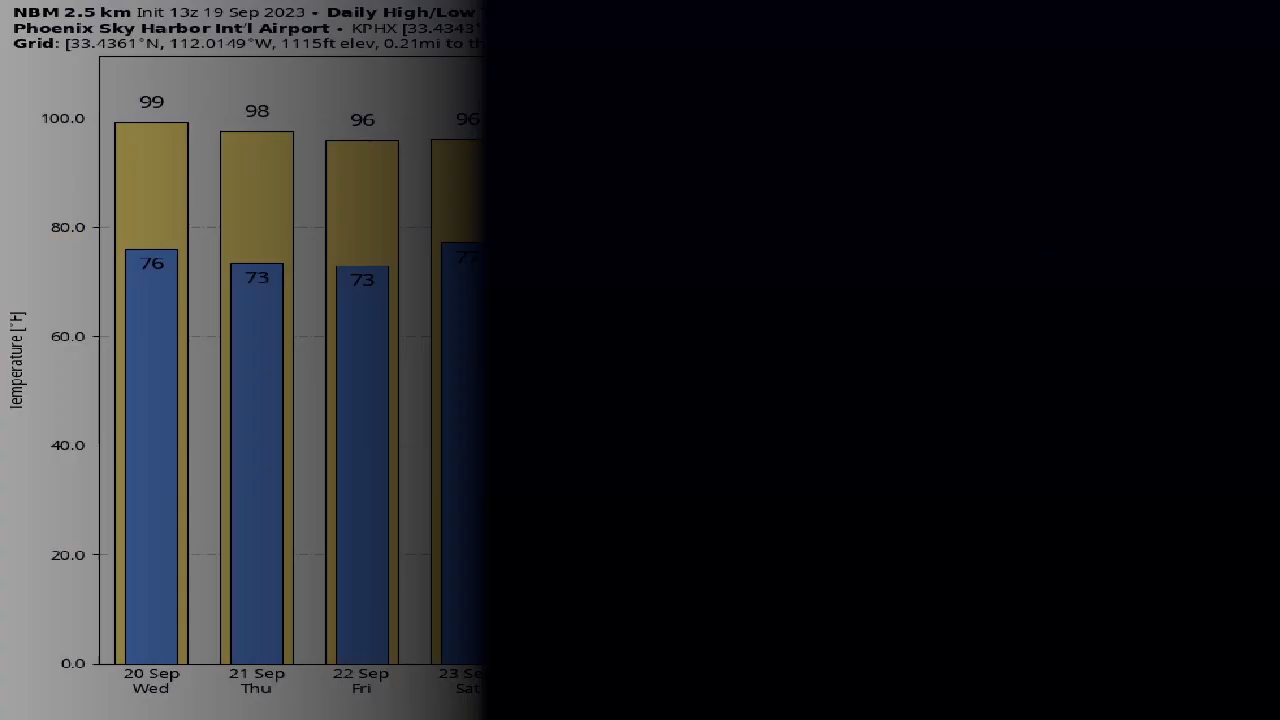 NBM 2.5 km Init 13z 19 Sep 2023 - Daily High/Low
Phoenix Sky Harbor Int'l Airport - KPHX [33.4343°
Grid: [33.4361°N, 112.0149°W, 1115ft elev, 0.21mi to
99
98
96
96
100.0
80.0
76
73
73
77
60.0
Temperature [°F]
40.0
20.0
0.0
20 Sep
Wed
21 Sep
Thu
22 Sep
Fri
23
Sat